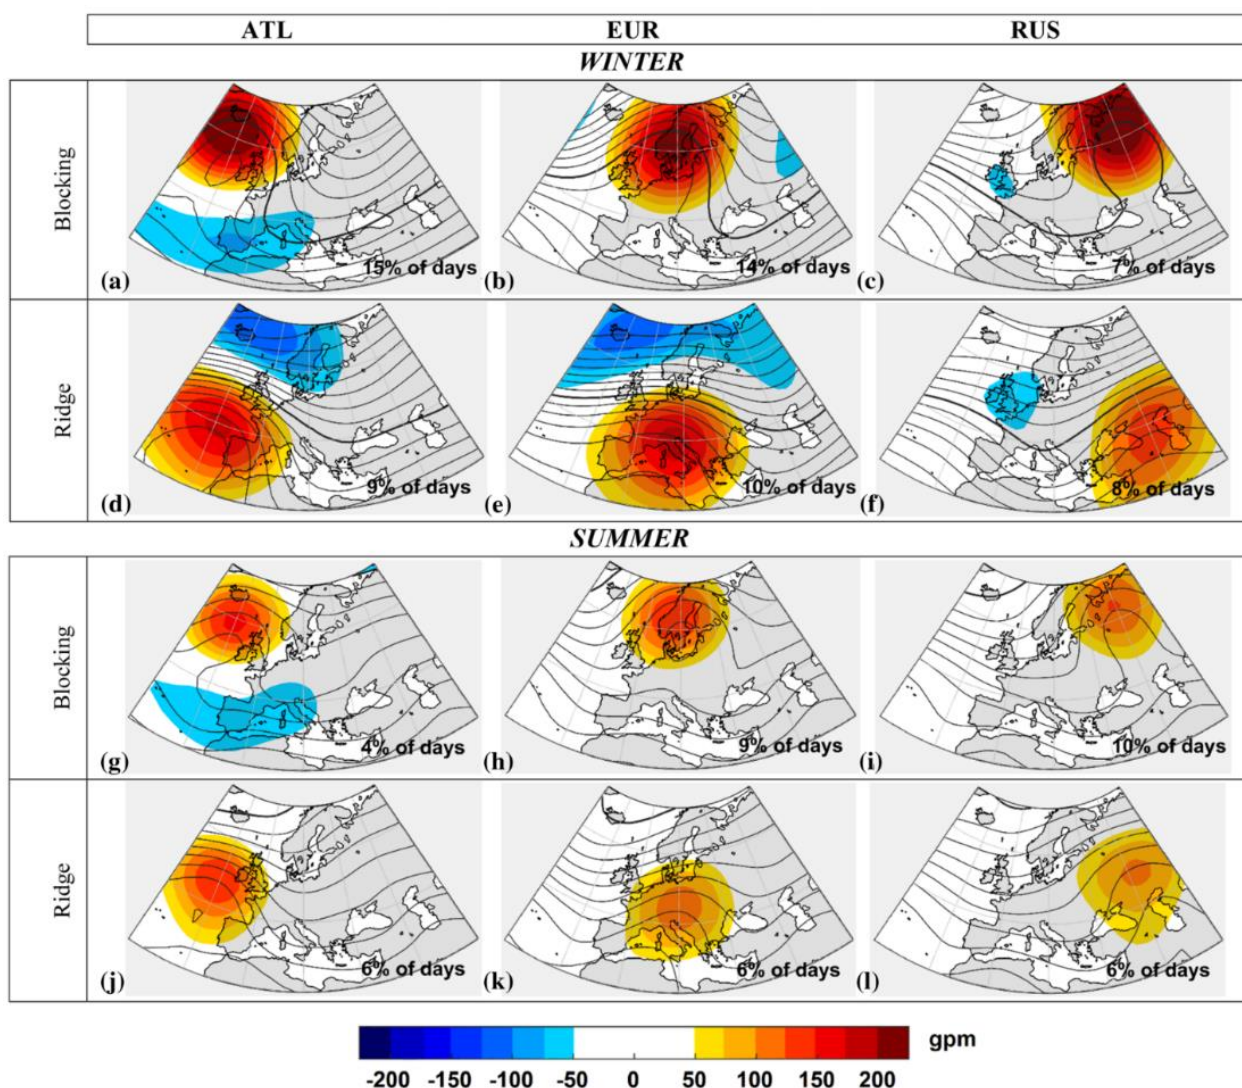 ATL EUR RUS
WINTER
Blocking
(a) 15% of days (b) 14% of days (c) 7% of days
Ridge
(d) 9% of days (e) 10% of days (f) 8% of days
SUMMER
Blocking
(g) 4% of days (h) 9% of days (i) 10% of days
Ridge
(j) 6% of days (k) 6% of days (l) 6% of days
gpm
-200 -150 -100 -50 0 50 100 150 200